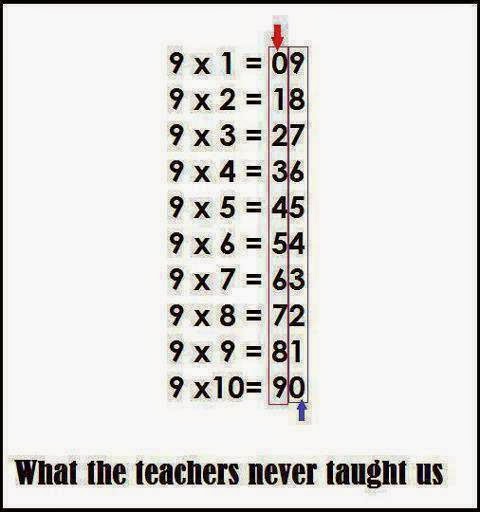 9 x 1 = 09
9 x 2 = 18
9 x 3 = 27
9 x 4 = 36
9 x 5 = 45
9 x 6 = 54
9 x 7 = 63
9 x 8 = 72
9 x 9 = 81
9 x10= 90
What the teachers never taught us